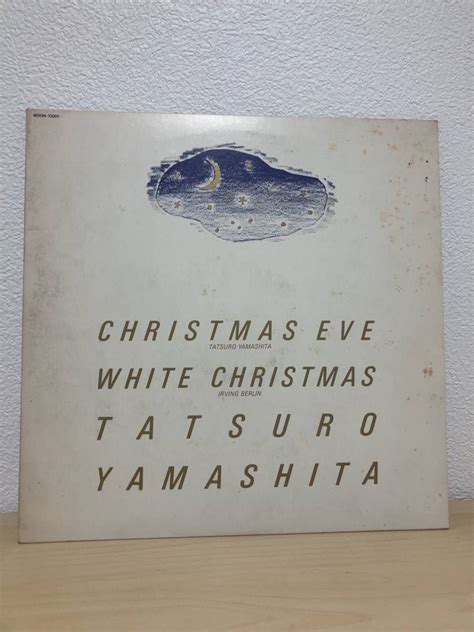 CHRISTMAS EVE
TATSURO YAMASHITA
WHITE CHRISTMAS
IRVING BERLIN
TATSURO
YAMASHITA